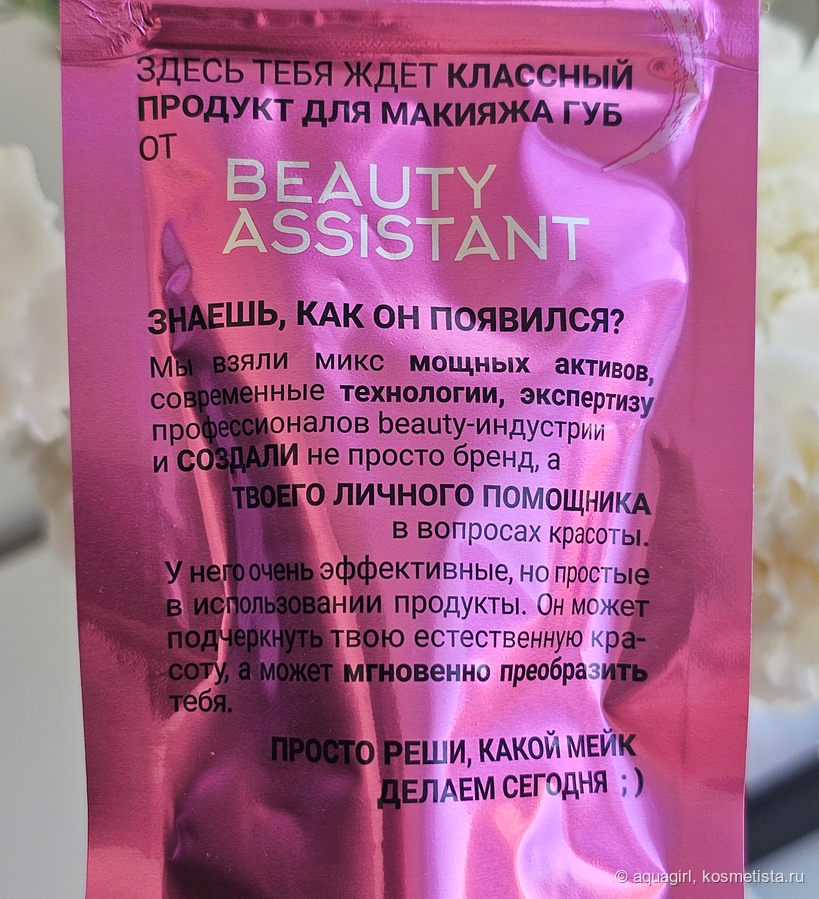 ЗДЕСЬ ТЕБЯ ЖДЕТ КЛАССНЫЙ
ПРОДУКТ ДЛЯ МАКИЯЖА ГУБ
ОТ
BEAUTY
ASSISTANT
ЗНАЕШЬ, КАК ОН ПОЯВИЛСЯ?
Мы взяли микс мощных активов,
современные технологии, экспертизу
профессионалов beauty-индустрии
и СОЗДАЛИ не просто бренд, а
ТВОЕГО ЛИЧНОГО ПОМОЩНИКА
в вопросах красоты.
У него очень эффективные, но простые
в использовании продукты. Он может
подчеркнуть твою естественную кра-
соту, а может мгновенно преобразить
тебя.
ПРОСТО РЕШИ, КАКОЙ МЕЙК
ДЕЛАЕМ СЕГОДНЯ ;)
© aquagirl, kosmetista.ru